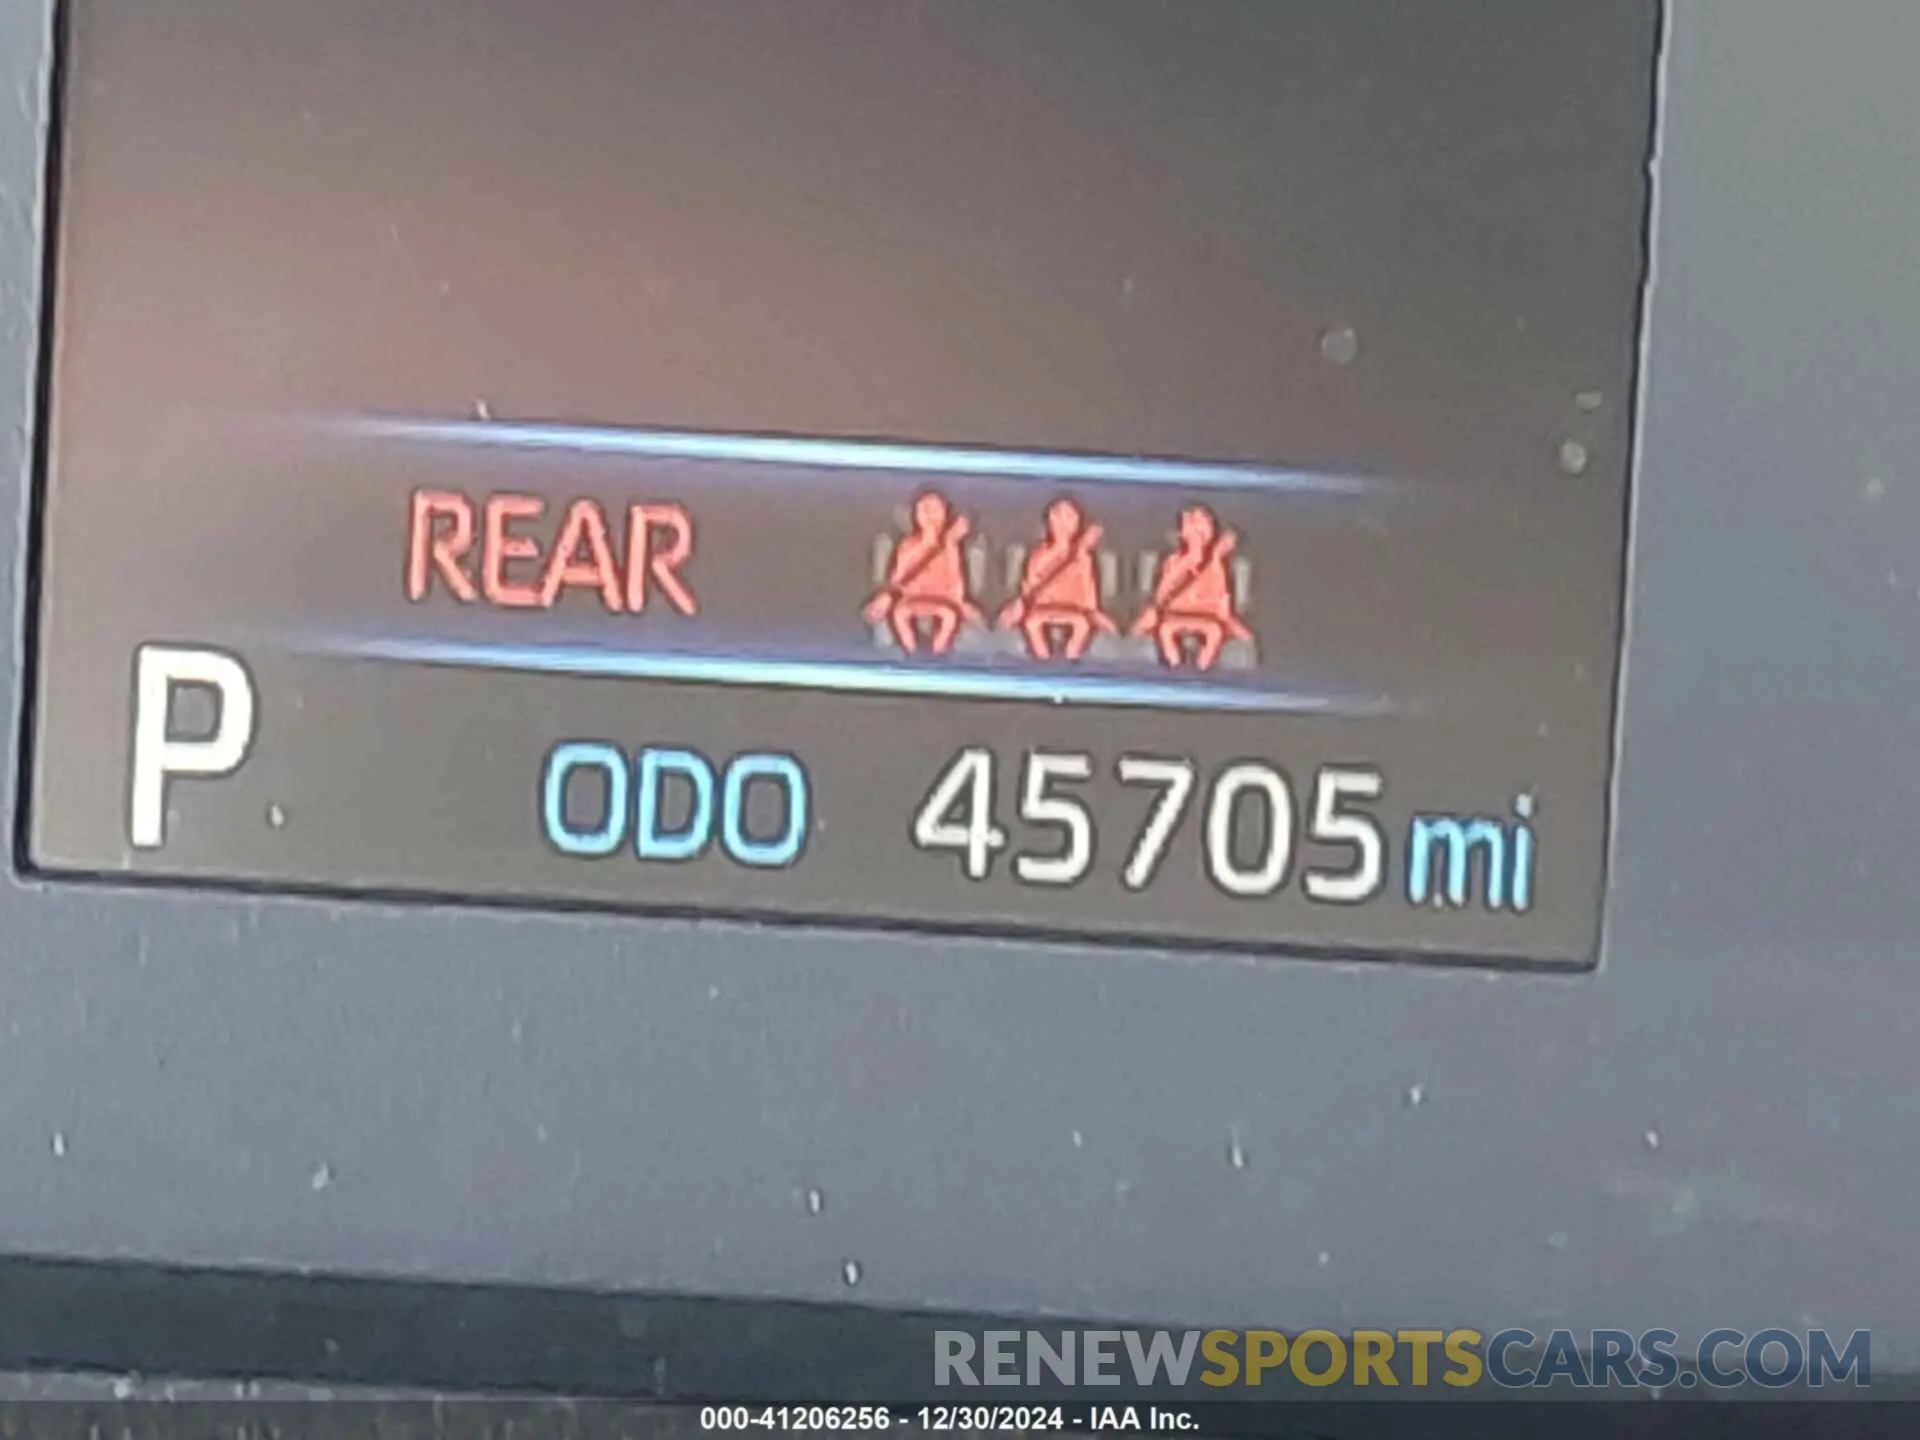 REAR
P ODO 45705 mi
RENEWSPORTSCARS.COM
000-41206256 - 12/30/2024 - IAA Inc.